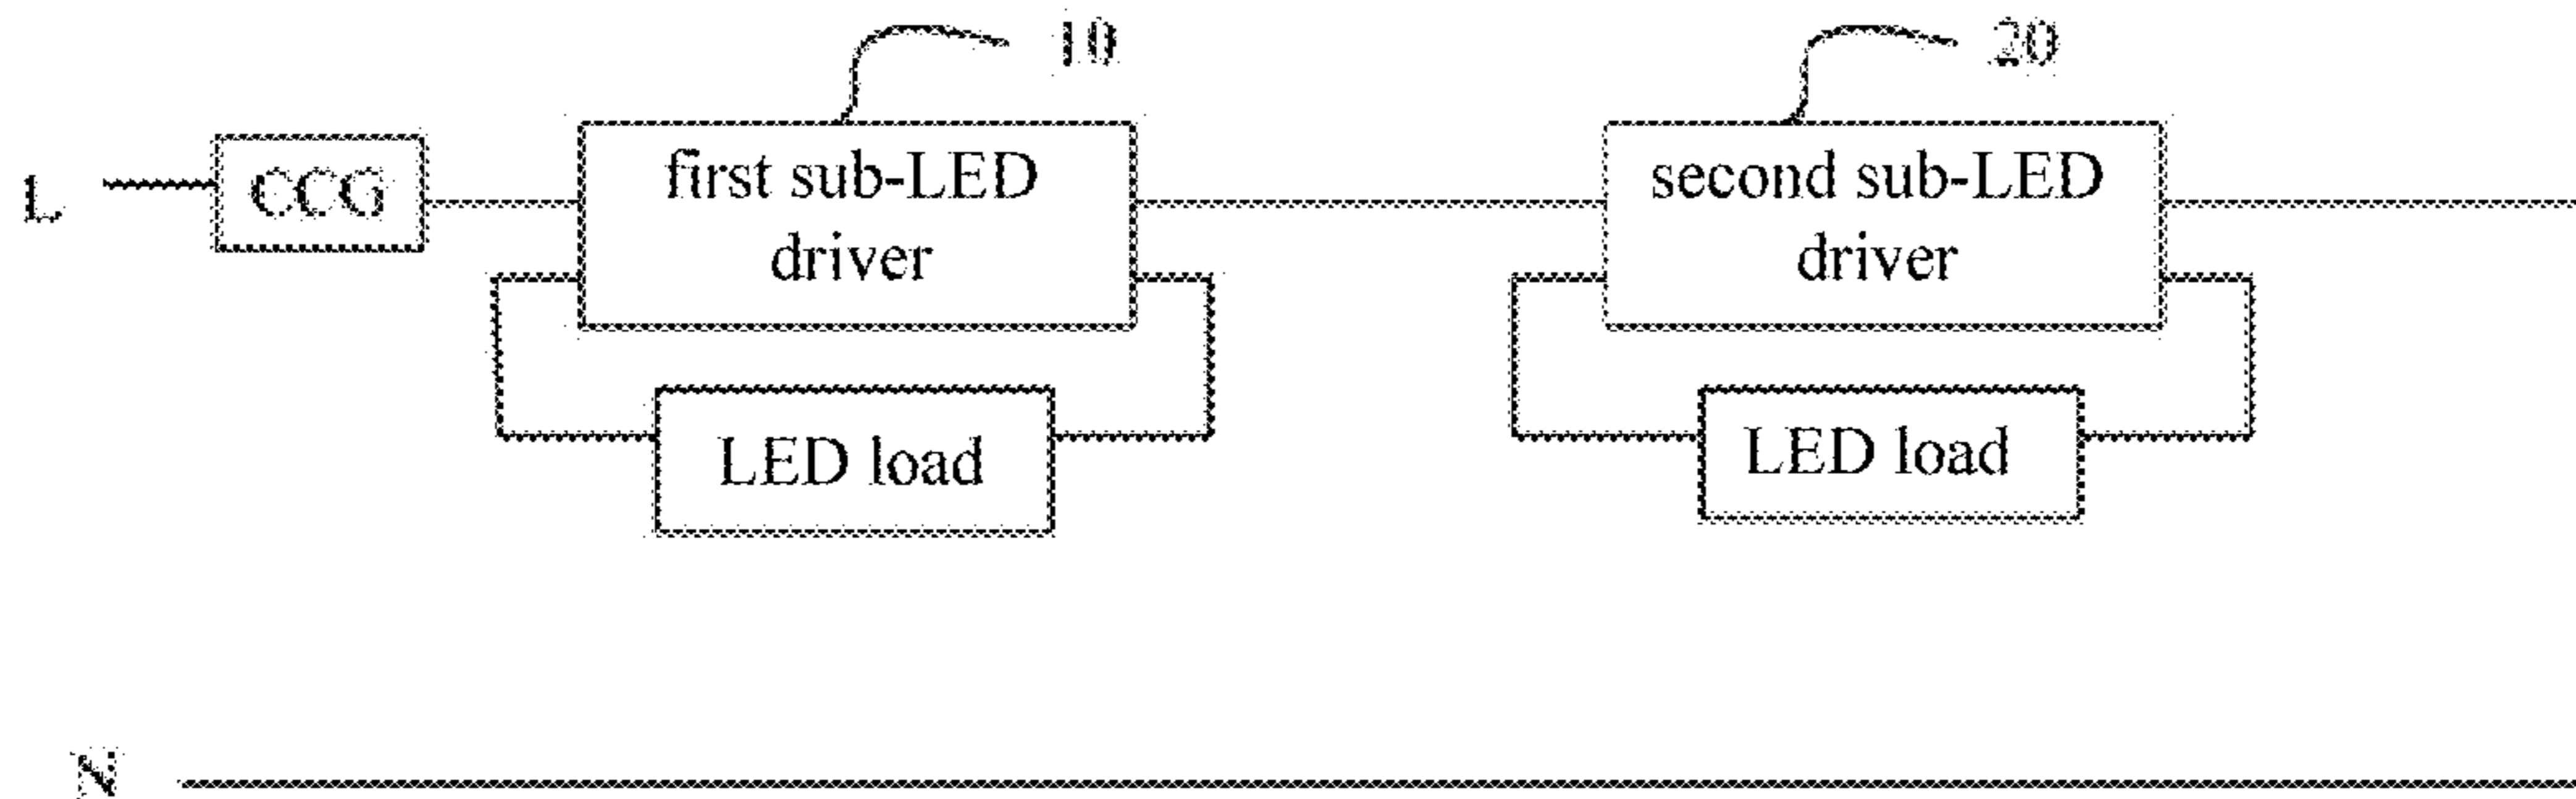 10
20
L
CCG
first sub-LED
driver
second sub-LED
driver
LED load
LED load
N